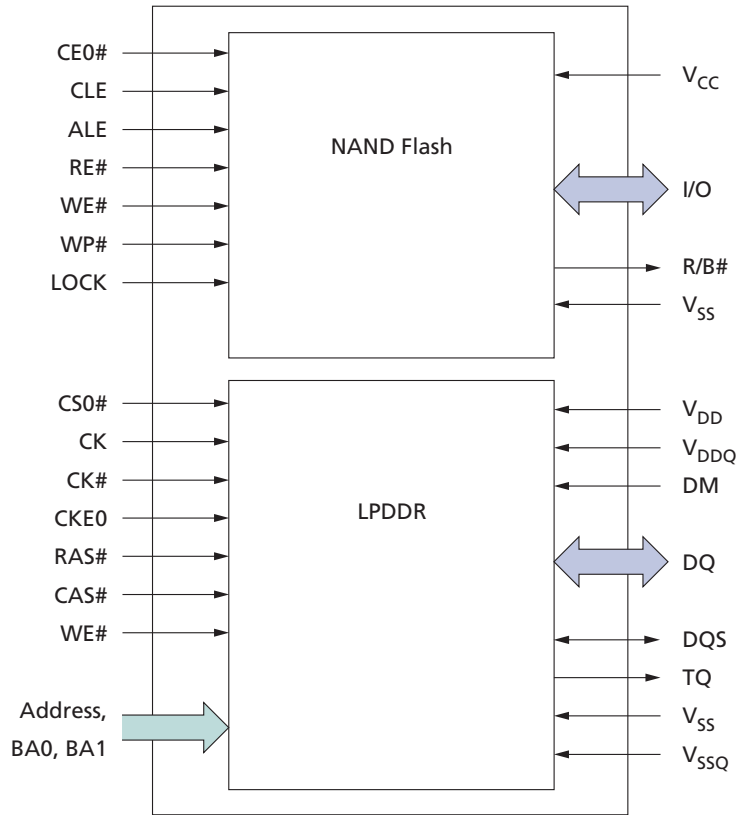 CE0#
CLE
ALE
RE#
WE#
WP#
LOCK
NAND Flash
VCC
I/O
R/B#
VSS
CS0#
CK
CK#
CKE0
RAS#
CAS#
WE#
Address,
BA0, BA1
LPDDR
VDD
VDDQ
DM
DQ
DQS
TQ
VSS
VSSQ